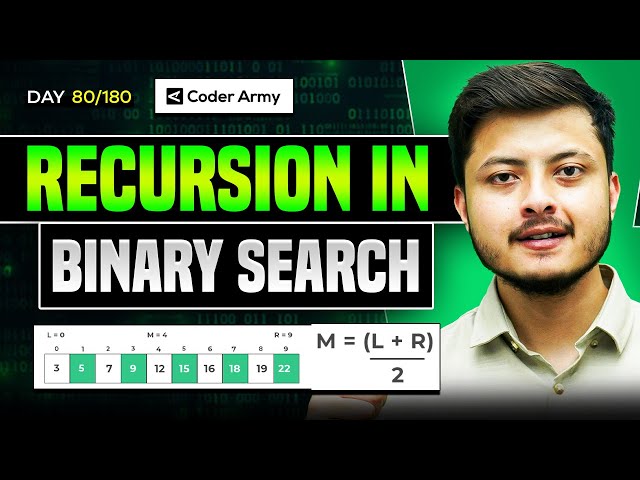 DAY 80/180
Coder Army
RECURSION IN
BINARY SEARCH
L = 0 M = 4 R = 9
0 1 2 3 4 5 6 7 8 9
3 5 7 9 12 15 16 18 19 22
M = (L + R)
2